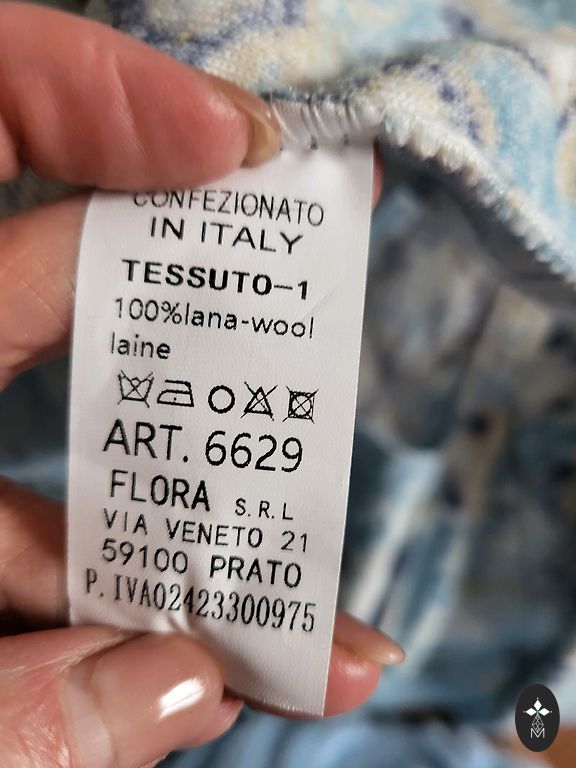 CONFEZIONATO
IN ITALY
TESSUTO-1
100%lana-wool
laine
ART. 6629
FLORA S.R.L
VIA VENETO 21
59100 PRATO
P.IVA02423300975
M